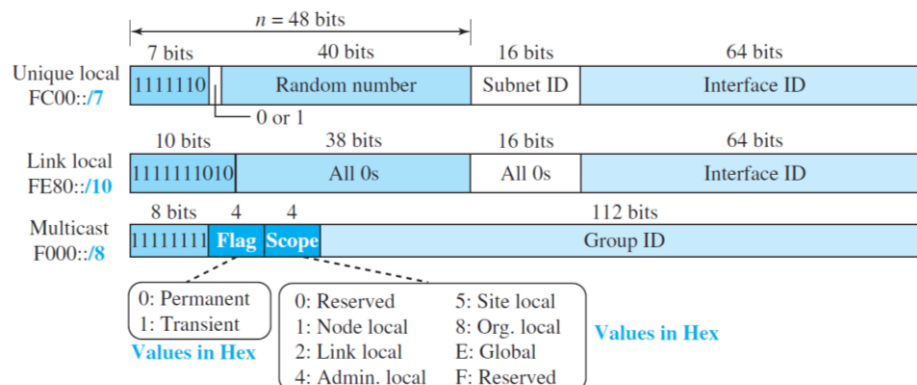 n = 48 bits
7 bits 40 bits 16 bits 64 bits
Unique local
FC00::/7
1111110 Random number Subnet ID Interface ID
0 or 1
10 bits 38 bits 16 bits 64 bits
Link local
FE80::/10
1111111010 All 0s All 0s Interface ID
8 bits 4 4 112 bits
Multicast
F000::/8
11111111 Flag Scope Group ID
0: Permanent
1: Transient
Values in Hex
0: Reserved 5: Site local
1: Node local 8: Org. local
2: Link local E: Global
4: Admin. local F: Reserved
Values in Hex